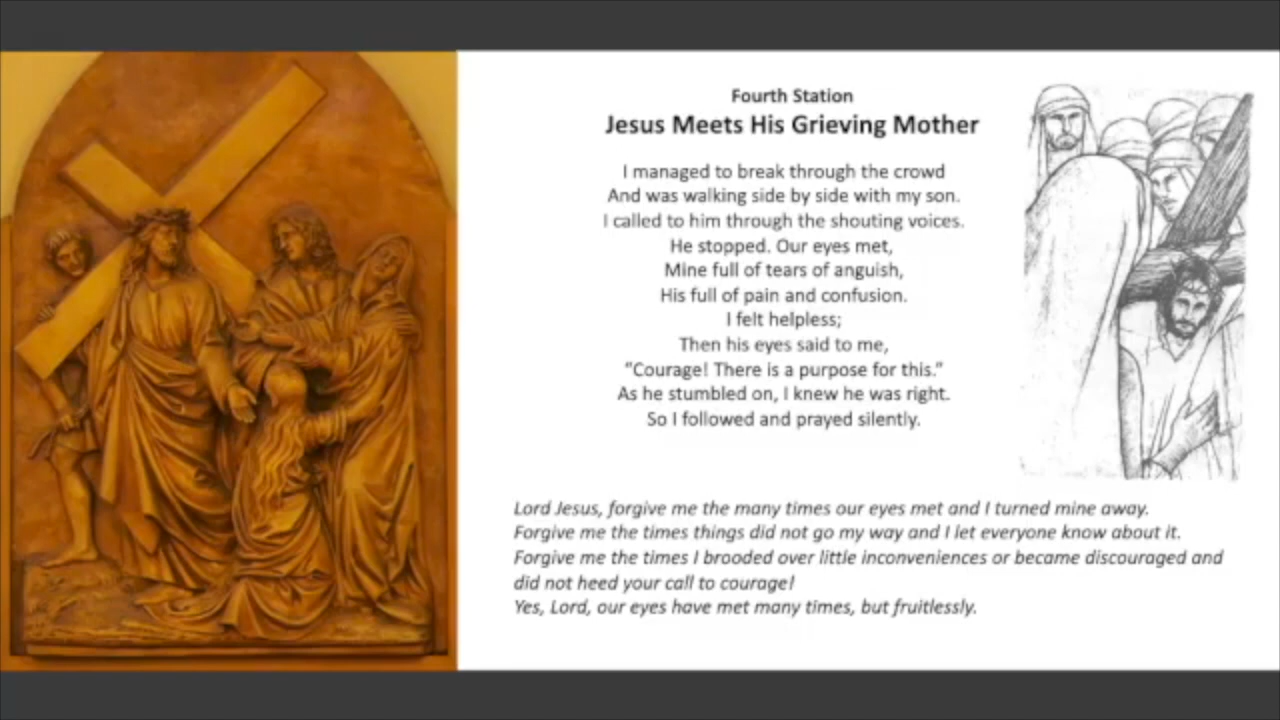 Fourth Station
Jesus Meets His Grieving Mother
I managed to break through the crowd
And was walking side by side with my son.
I called to him through the shouting voices.
He stopped. Our eyes met,
Mine full of tears of anguish,
His full of pain and confusion.
I felt helpless;
Then his eyes said to me,
“Courage! There is a purpose for this.”
As he stumbled on, I knew he was right.
So I followed and prayed silently.
Lord Jesus, forgive me the many times our eyes met and I turned mine away.
Forgive me the times things did not go my way and I let everyone know about it.
Forgive me the times I brooded over little inconveniences or became discouraged and
did not heed your call to courage!
Yes, Lord, our eyes have met many times, but fruitlessly.